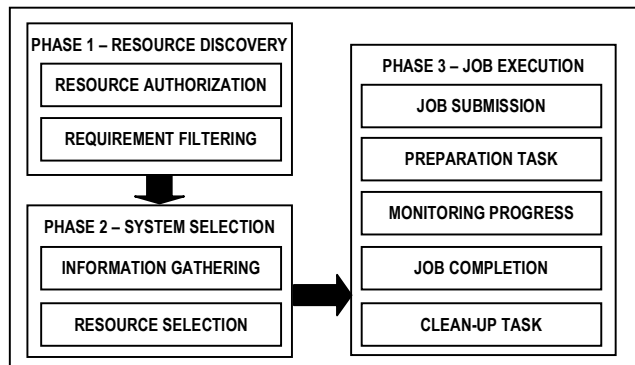 PHASE 1 – RESOURCE DISCOVERY
RESOURCE AUTHORIZATION
REQUIREMENT FILTERING
PHASE 2 – SYSTEM SELECTION
INFORMATION GATHERING
RESOURCE SELECTION
PHASE 3 – JOB EXECUTION
JOB SUBMISSION
PREPARATION TASK
MONITORING PROGRESS
JOB COMPLETION
CLEAN-UP TASK